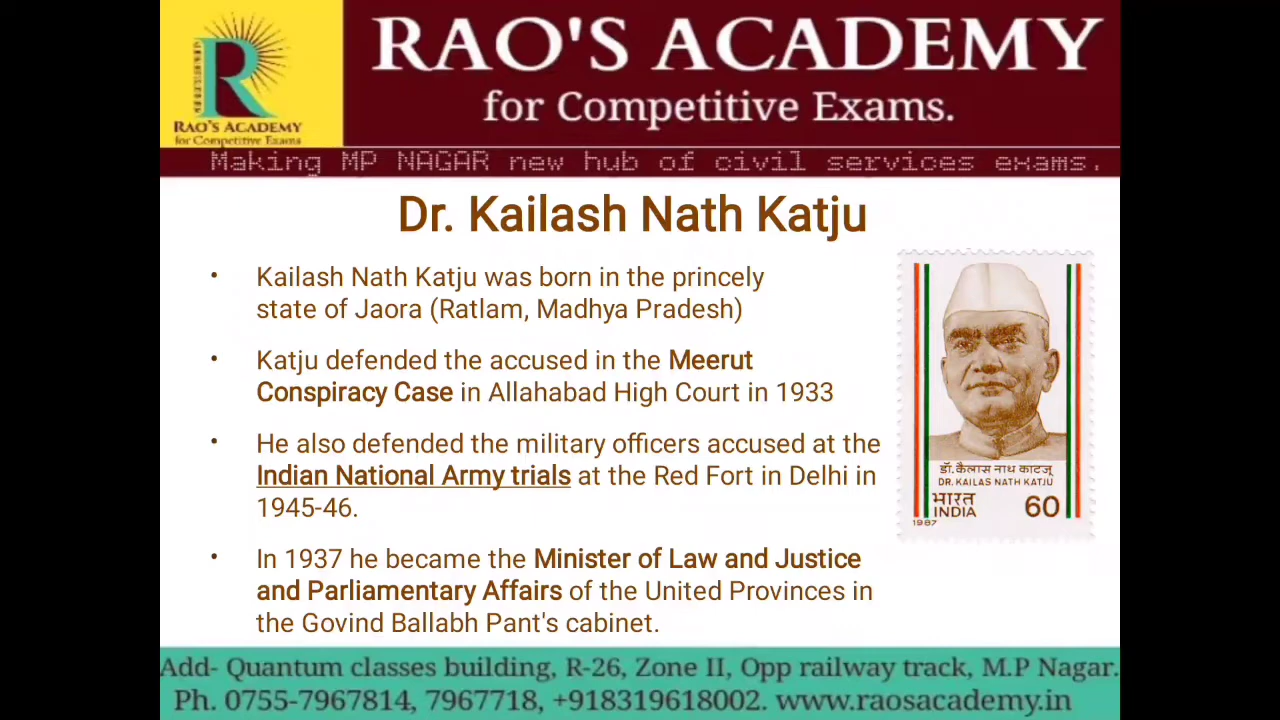 RAO'S ACADEMY
for Competitive Exams.
R
RAO'S ACADEMY
for Competitive Exams
Making MP NAGAR new hub of civil services exams.
Dr. Kailash Nath Katju
• Kailash Nath Katju was born in the princely
state of Jaora (Ratlam, Madhya Pradesh)
• Katju defended the accused in the Meerut
Conspiracy Case in Allahabad High Court in 1933
• He also defended the military officers accused at the
Indian National Army trials at the Red Fort in Delhi in
1945-46.
• In 1937 he became the Minister of Law and Justice
and Parliamentary Affairs of the United Provinces in
the Govind Ballabh Pant's cabinet.
डॉ. कैलास नाथ काटजू
DR. KAILAS NATH KATJU
भारत
INDIA 60
1987
Add- Quantum classes building, R-26, Zone II, Opp railway track, M.P Nagar.
Ph. 0755-7967814, 7967718, +918319618002. www.raosacademy.in